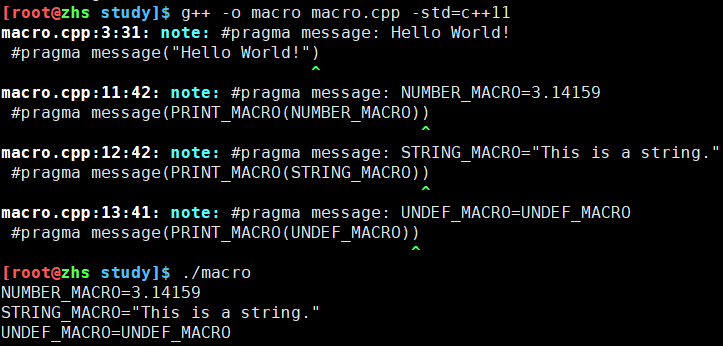 [root@zhs study]$ g++ -o macro macro.cpp -std=c++11
macro.cpp:3:31: note: #pragma message: Hello World!
 #pragma message("Hello World!")
                               ^
macro.cpp:11:42: note: #pragma message: NUMBER_MACRO=3.14159
 #pragma message(PRINT_MACRO(NUMBER_MACRO))
                                          ^
macro.cpp:12:42: note: #pragma message: STRING_MACRO="This is a string."
 #pragma message(PRINT_MACRO(STRING_MACRO))
                                          ^
macro.cpp:13:41: note: #pragma message: UNDEF_MACRO=UNDEF_MACRO
 #pragma message(PRINT_MACRO(UNDEF_MACRO))
                                         ^
[root@zhs study]$ ./macro
NUMBER_MACRO=3.14159
STRING_MACRO="This is a string."
UNDEF_MACRO=UNDEF_MACRO